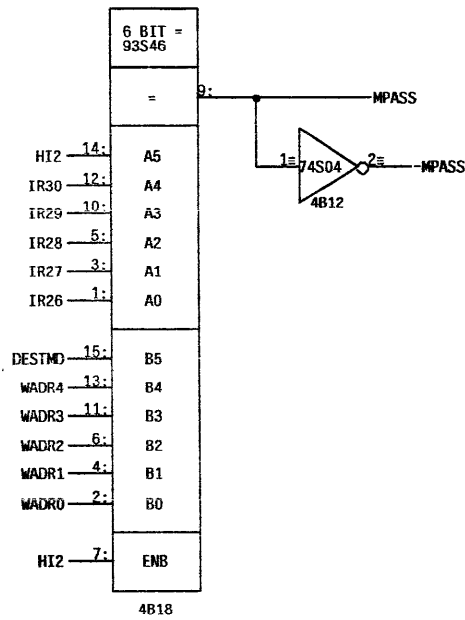 6 BIT =
93S46
= 9: MPASS
HI2 14: A5
1≡ 74S04 2≡ -MPASS
IR30 12: A4
4B12
IR29 10: A3
IR28 5: A2
IR27 3: A1
IR26 1: A0
DESTMD 15: B5
WADR4 13: B4
WADR3 11: B3
WADR2 6: B2
WADR1 4: B1
WADR0 2: B0
HI2 7: ENB
4B18